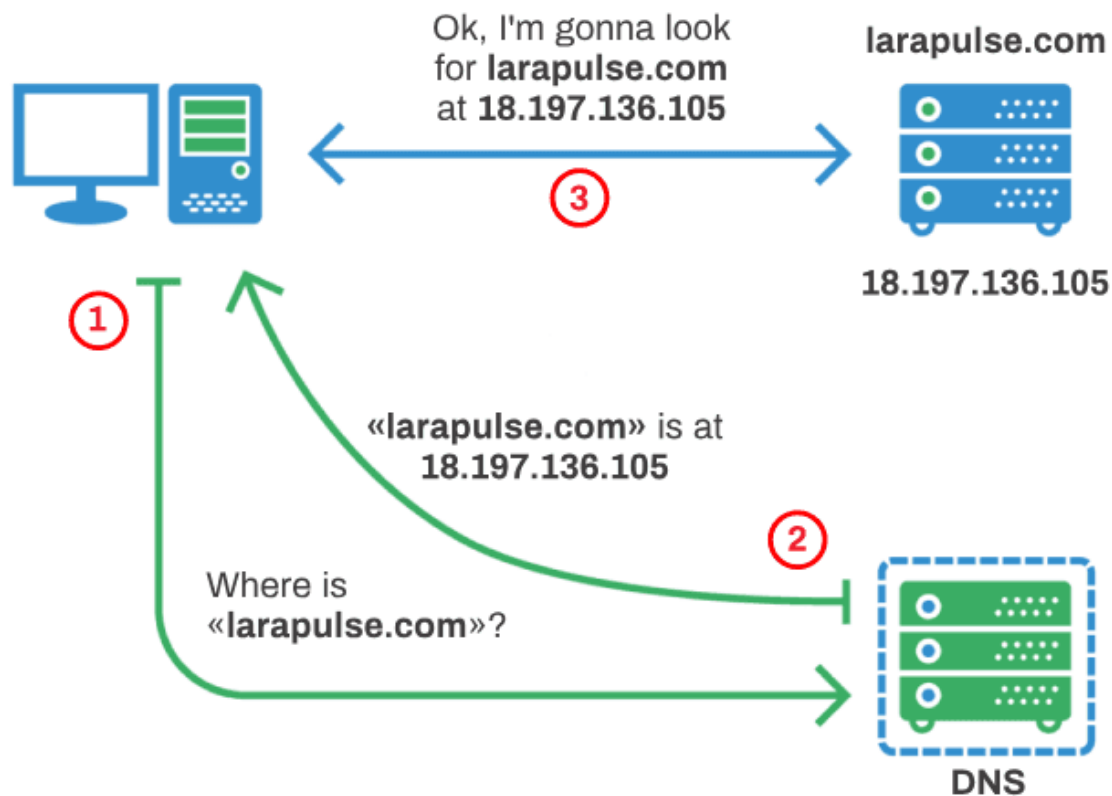 Ok, I'm gonna look
for larapulse.com
at 18.197.136.105
larapulse.com
3
18.197.136.105
1
«larapulse.com» is at
18.197.136.105
2
Where is
«larapulse.com»?
DNS